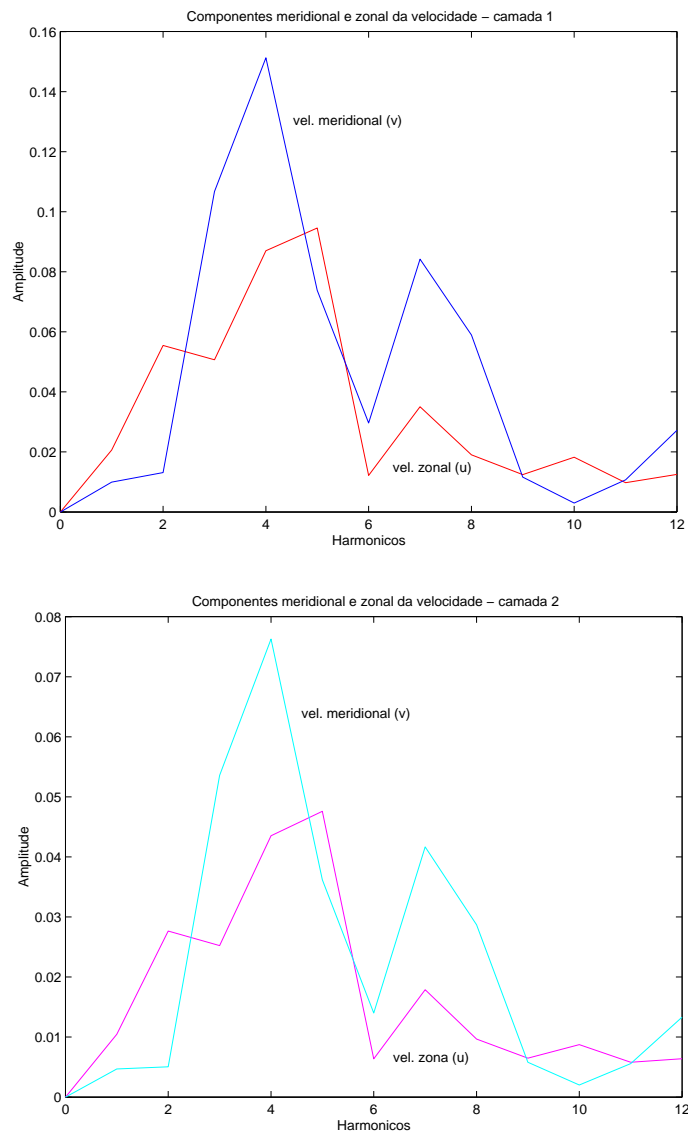 Componentes meridional e zonal da velocidade – camada 1
0.16
0.14
0.12
0.1
0.08
0.06
0.04
0.02
0
Amplitude
vel. meridional (v)
vel. zonal (u)
0 2 4 6 8 10 12
Harmonicos
Componentes meridional e zonal da velocidade – camada 2
0.08
0.07
0.06
0.05
0.04
0.03
0.02
0.01
0
Amplitude
vel. meridional (v)
vel. zona (u)
0 2 4 6 8 10 12
Harmonicos